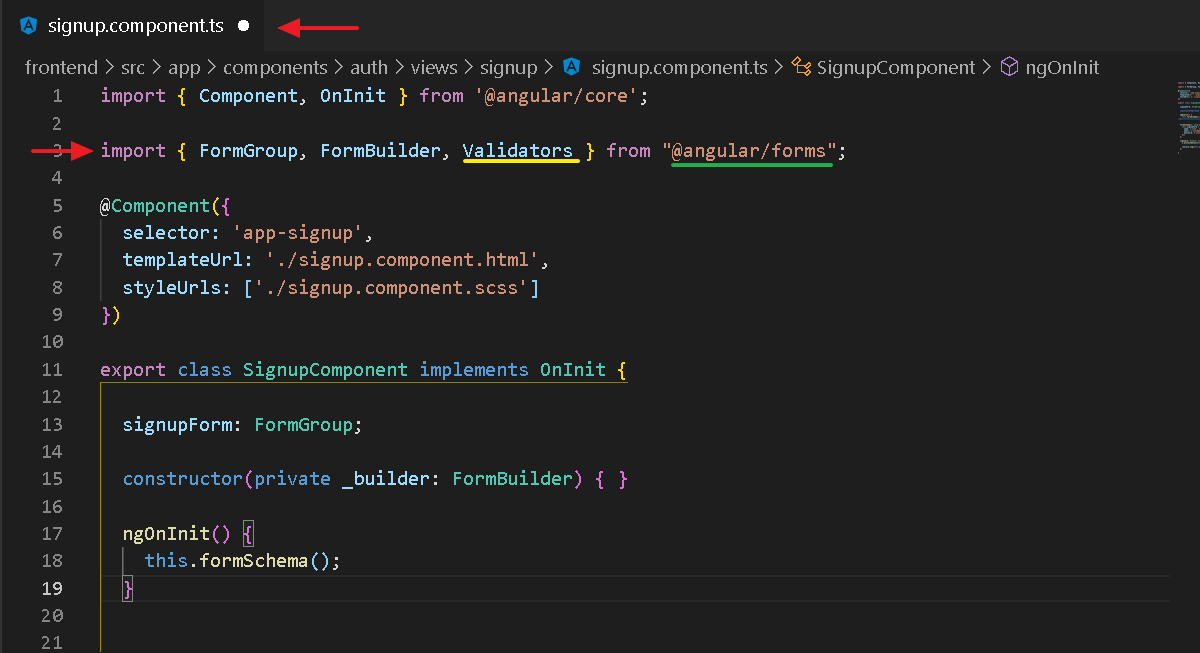 signup.component.ts
frontend > src > app > components > auth > views > signup > signup.component.ts > SignupComponent > ngOnInit
1 import { Component, OnInit } from '@angular/core';
2
3 import { FormGroup, FormBuilder, Validators } from "@angular/forms";
4
5 @Component({
6 selector: 'app-signup',
7 templateUrl: './signup.component.html',
8 styleUrls: ['./signup.component.scss']
9 })
10
11 export class SignupComponent implements OnInit {
12
13 signupForm: FormGroup;
14
15 constructor(private _builder: FormBuilder) { }
16
17 ngOnInit() {
18 this.formSchema();
19 }
20
21